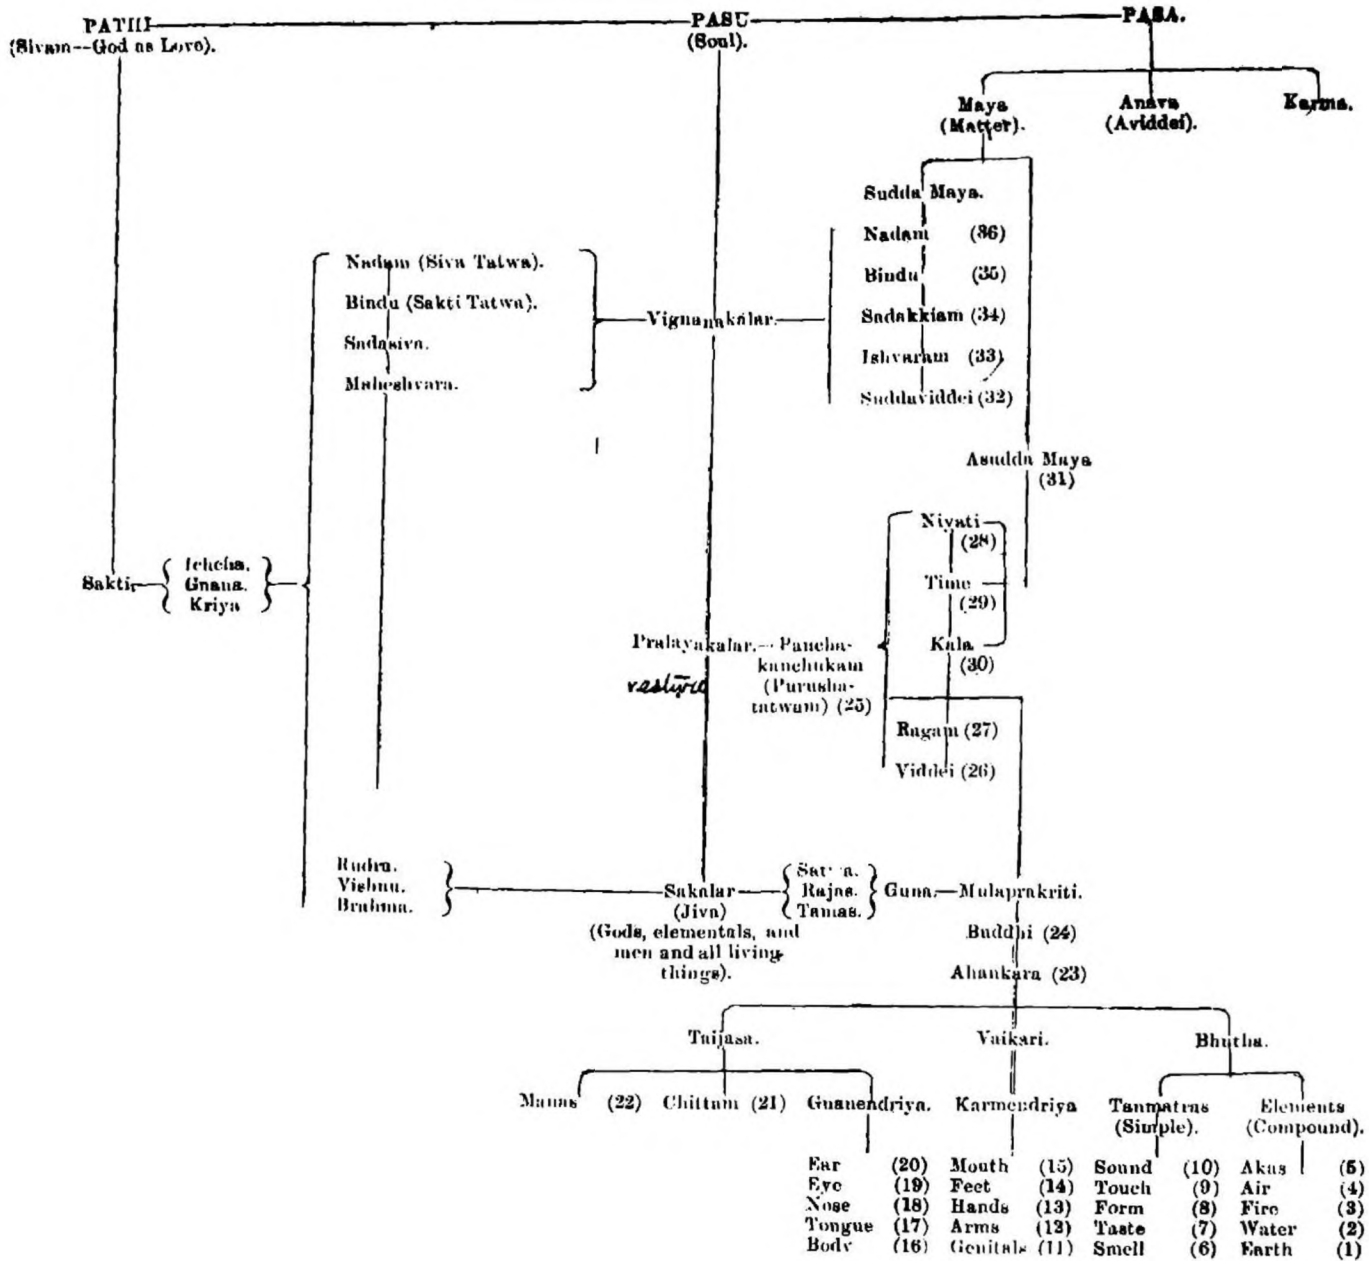 PATHI PASU PASA.
(Sivam--God as Love). (Soul).
Maya Anava Karma.
(Matter). (Aviddei).
Sudda Maya.
Nadam (36)
Nadam (Siva Tatwa).
Bindu (35)
Bindu (Sakti Tatwa).
Vignanakalar. Sadakkiam (34)
Sadasiva.
Ishvaram (33)
Maheshvara.
Suddaviddei (32)
Asudda Maya
(31)
Niyati
(28)
Ichcha.
Sakti, Gnana. Time
Kriya (29)
Pralayakalar.-- Pancha- Kala
kanchukam (30)
(Purusha-
tatwam) (25)
Ragam (27)
Viddei (26)
Rudra. Satva.
Vishnu. Sakalar Rajas. Guna. Mulaprakriti.
Brahma. (Jiva) Tamas.
(Gods, elementals, and Buddhi (24)
men and all living
things). Ahankara (23)
Taijasa. Vaikari. Bhutha.
Manas (22) Chittam (21) Gnanendriya. Karmendriya Tanmatras Elements
(Simple). (Compound).
Ear (20) Mouth (15) Sound (10) Akas (5)
Eye (19) Feet (14) Touch (9) Air (4)
Nose (18) Hands (13) Form (8) Fire (3)
Tongue (17) Arms (12) Taste (7) Water (2)
Body (16) Genitals (11) Smell (6) Earth (1)